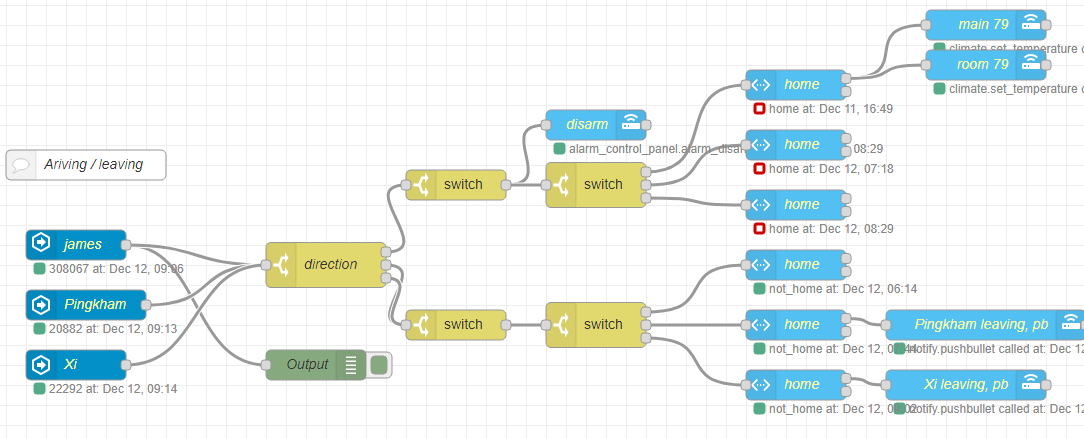 main 79
climate.set_temperature c
room 79
climate.set_temperature c
home
home at: Dec 11, 16:49
disarm
alarm_control_panel.alarm_disar
08:29
home
home at: Dec 12, 07:18
Ariving / leaving
switch
switch
home
home at: Dec 12, 08:29
james
308067 at: Dec 12, 09:06
direction
home
not_home at: Dec 12, 06:14
Pingkham
20882 at: Dec 12, 09:13
switch
switch
home
not_home at: Dec 12,
Pingkham leaving, pb
notify.pushbullet called at: Dec 12
Xi
22292 at: Dec 12, 09:14
Output
home
not_home at: Dec 12,
Xi leaving, pb
notify.pushbullet called at: Dec 12